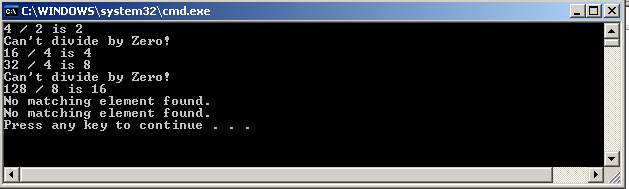 C:\WINDOWS\system32\cmd.exe
4 / 2 is 2
Can't divide by Zero!
16 / 4 is 4
32 / 4 is 8
Can't divide by Zero!
128 / 8 is 16
No matching element found.
No matching element found.
Press any key to continue . . .